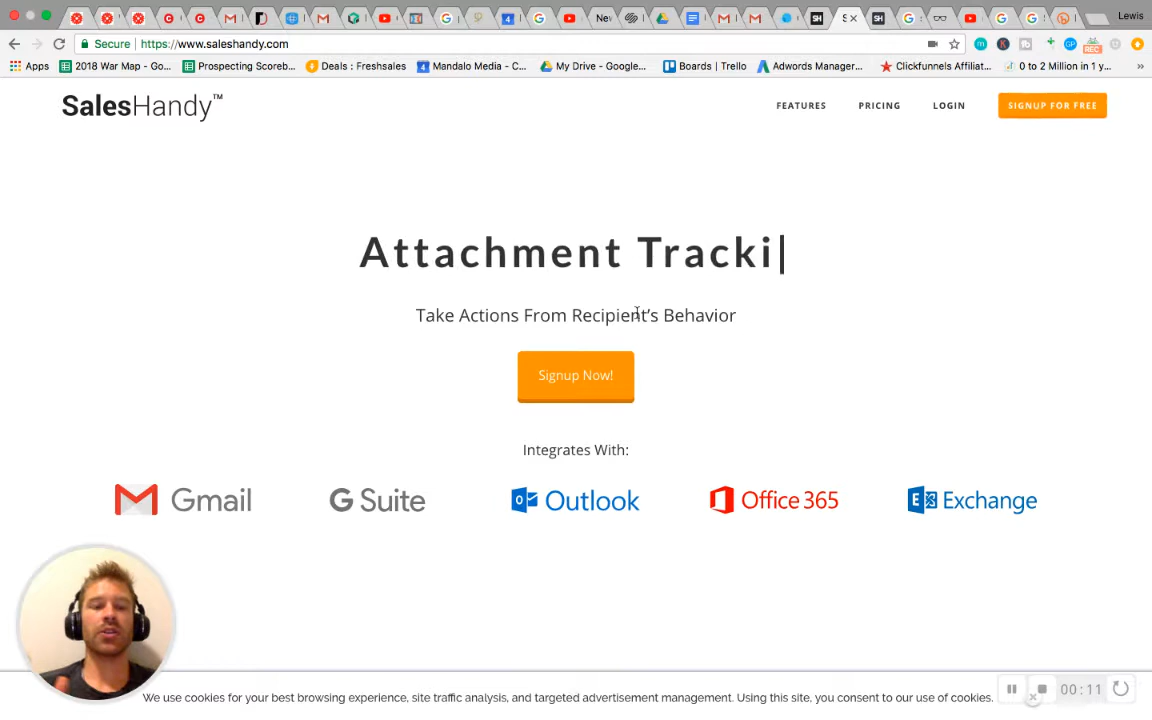 Lewis
Secure https://www.saleshandy.com
Apps 2018 War Map - Go... Prospecting Scoreb... Deals : Freshsales Mandalo Media - C... My Drive - Google... Boards | Trello Adwords Manager... Clickfunnels Affiliat... 0 to 2 Million in 1 y... »
SalesHandy™ FEATURES PRICING LOGIN SIGNUP FOR FREE
Attachment Tracki|
Take Actions From Recipient's Behavior
Signup Now!
Integrates With:
Gmail G Suite Outlook Office 365 Exchange
We use cookies for your best browsing experience, site traffic analysis, and targeted advertisement management. Using this site, you consent to our use of cookies. 00:11